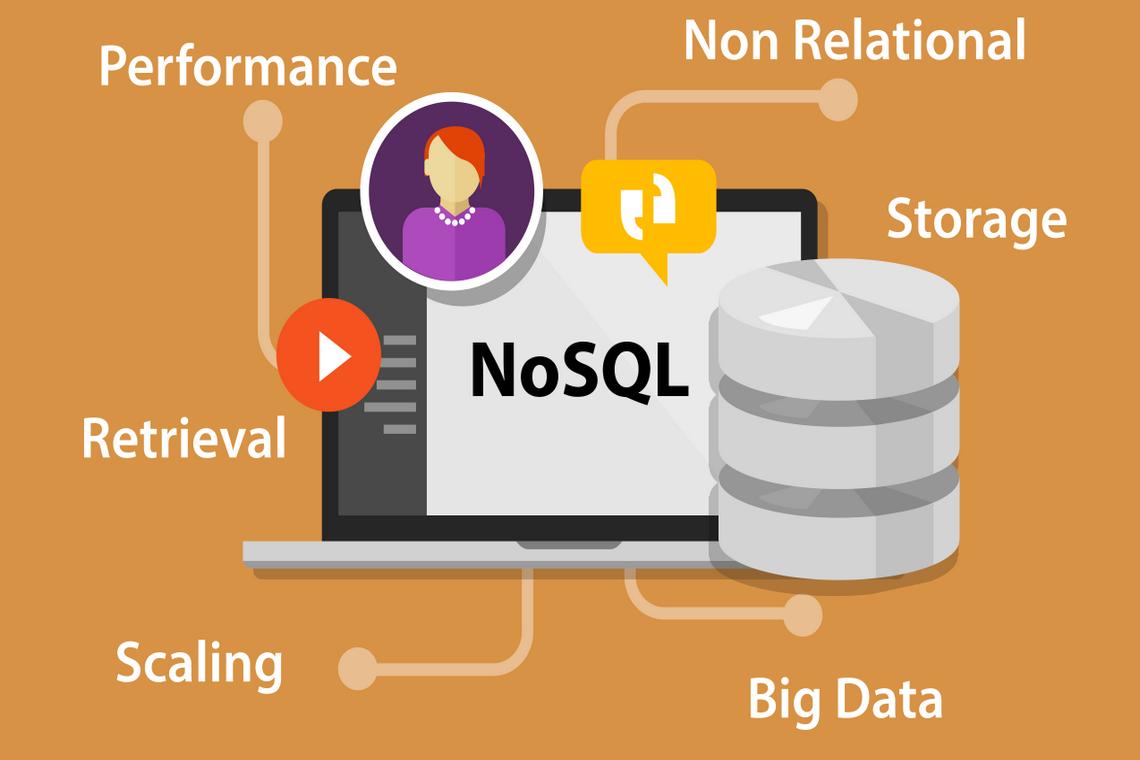 Performance
Non Relational
Storage
NoSQL
Retrieval
Scaling
Big Data